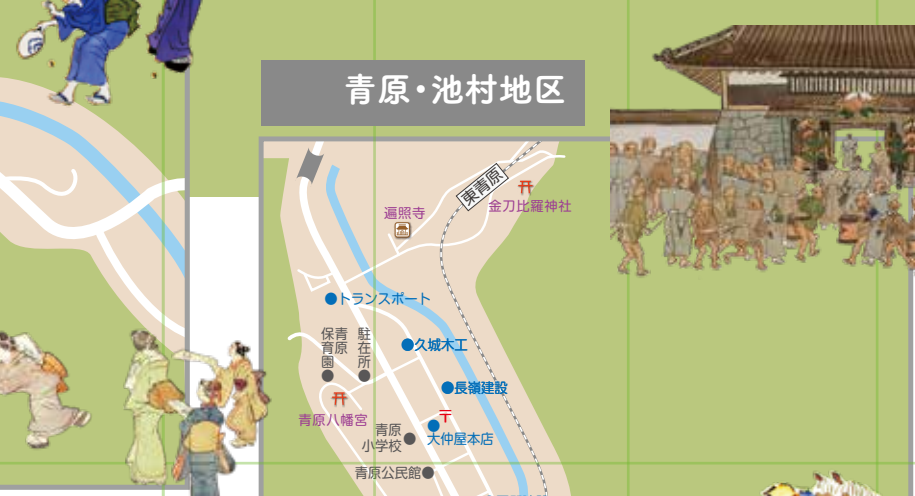 青原・池村地区
東青原
金刀比羅神社
遍照寺
トランスポート
青原
保育園
駐在所
久城木工
長嶺建設
青原八幡宮
〒
大仲屋本店
青原
小学校
青原公民館